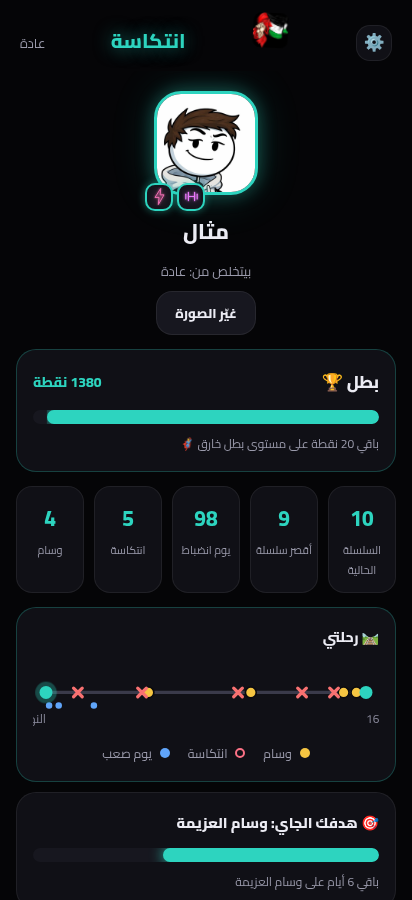 انتكاسة
عادة
مثال
بيتخلص من: عادة
غيّر الصورة
بطل 🏆
1380 نقطة
باقي 20 نقطة على مستوى بطل خارق 🦸
10
السلسلة الحالية
9
أقصر سلسلة
98
يوم انضباط
5
انتكاسة
4
وسام
🛤️ رحلتي
16
وسام
انتكاسة
يوم صعب
🎯 هدفك الجاي: وسام العزيمة
باقي 6 أيام على وسام العزيمة